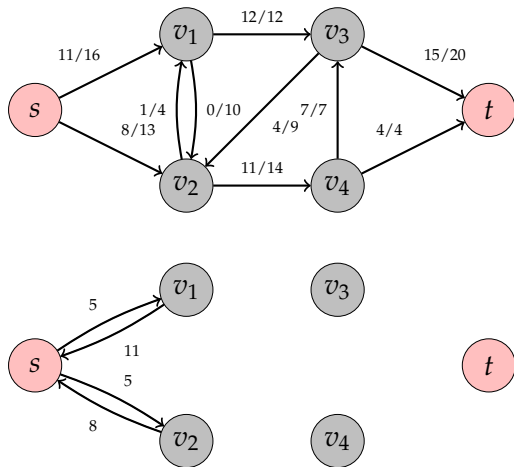 12/12
v1 v3
11/16 15/20
s 1/4 0/10 7/7 t
8/13 4/9 4/4
11/14
v2 v4
v1 v3
5
11
s t
5
8
v2 v4